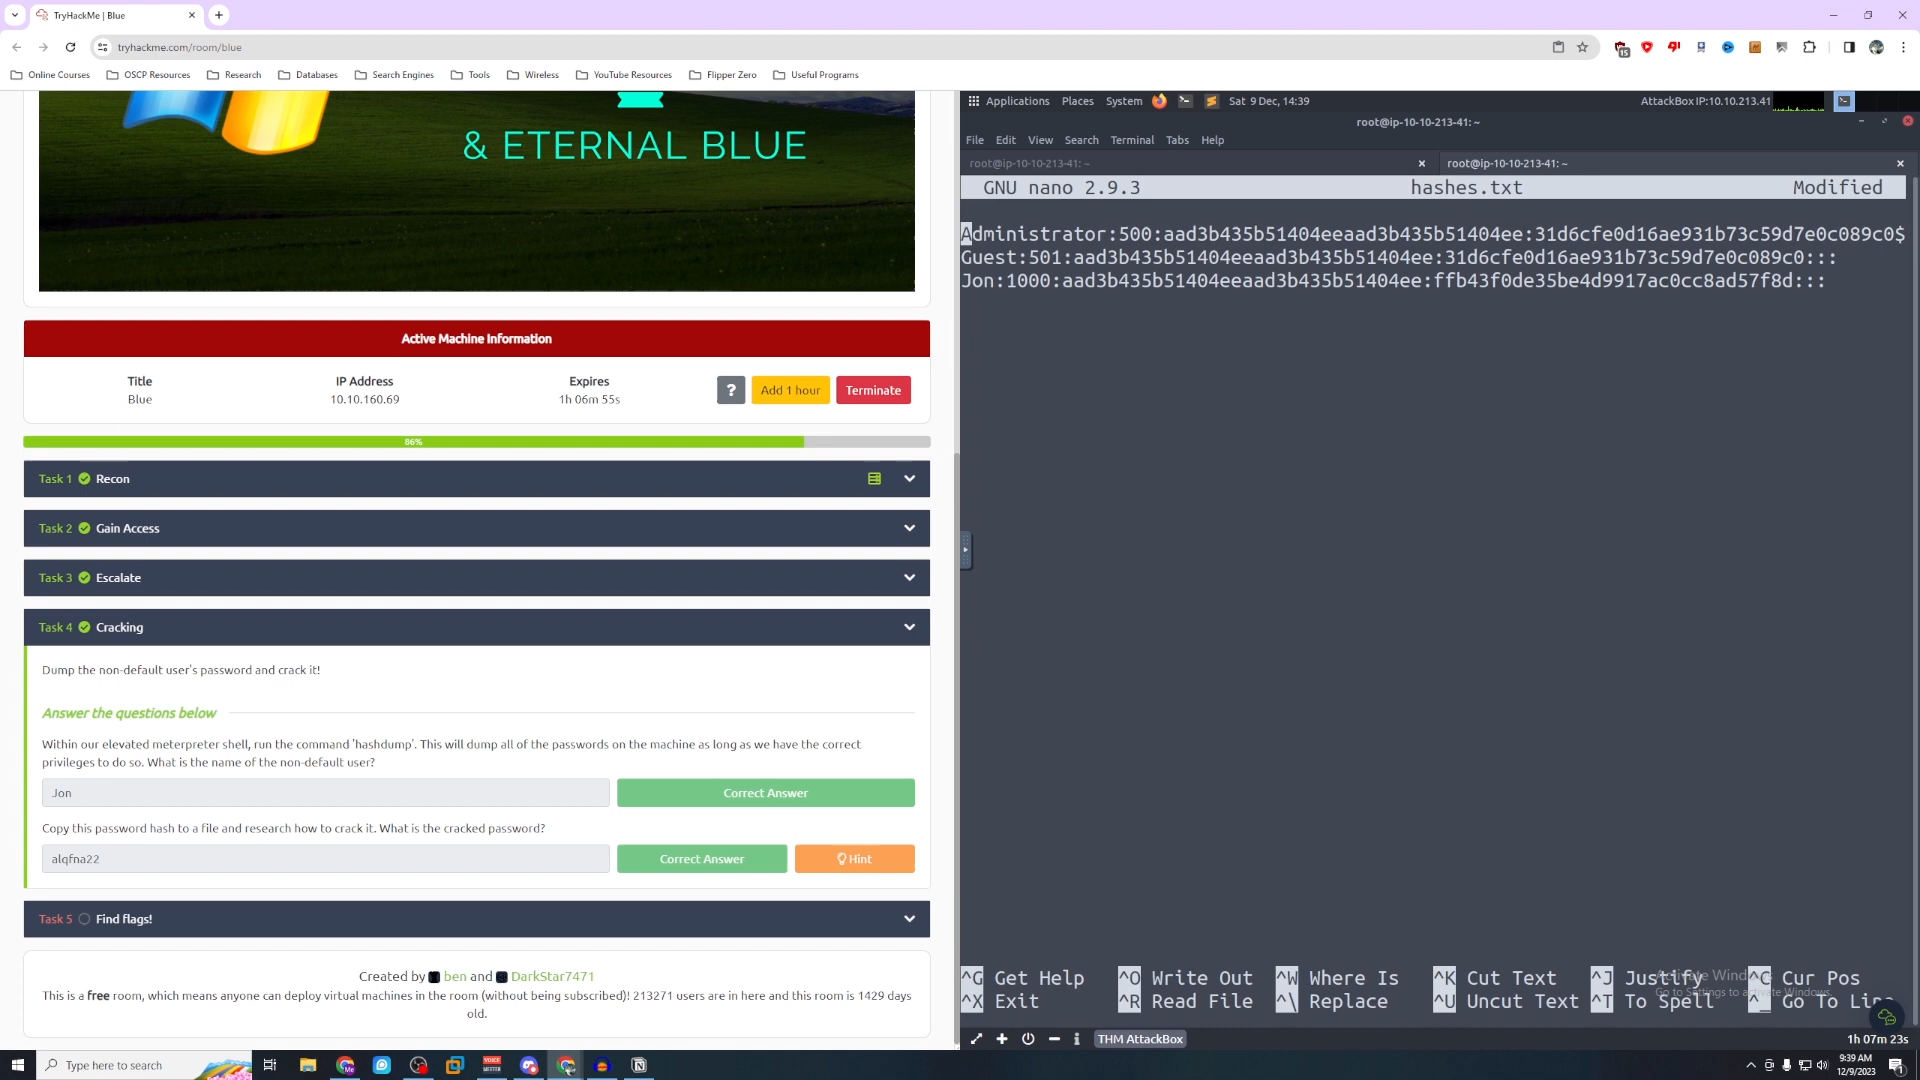 TryHackMe | Blue
tryhackme.com/room/blue
15
Online Courses
OSCP Resources
Research
Databases
Search Engines
Tools
Wireless
YouTube Resources
Flipper Zero
Useful Programs
& ETERNAL BLUE
Active Machine Information
Title
IP Address
Expires
Blue
10.10.160.69
1h 06m 55s
?
Add 1 hour
Terminate
86%
Task 1 Recon
Task 2 Gain Access
Task 3 Escalate
Task 4 Cracking
Dump the non-default user's password and crack it!
Answer the questions below
Within our elevated meterpreter shell, run the command 'hashdump'. This will dump all of the passwords on the machine as long as we have the correct
privileges to do so. What is the name of the non-default user?
Jon
Correct Answer
Copy this password hash to a file and research how to crack it. What is the cracked password?
alqfna22
Correct Answer
Hint
Task 5 Find flags!
Created by ben and DarkStar7471
This is a free room, which means anyone can deploy virtual machines in the room (without being subscribed)! 213271 users are in here and this room is 1429 days
old.
Applications Places System Sat 9 Dec, 14:39
AttackBox IP:10.10.213.41
root@ip-10-10-213-41: ~
File Edit View Search Terminal Tabs Help
root@ip-10-10-213-41: ~
root@ip-10-10-213-41: ~
GNU nano 2.9.3 hashes.txt Modified
Administrator:500:aad3b435b51404eeaad3b435b51404ee:31d6cfe0d16ae931b73c59d7e0c089c0$
Guest:501:aad3b435b51404eeaad3b435b51404ee:31d6cfe0d16ae931b73c59d7e0c089c0:::
Jon:1000:aad3b435b51404eeaad3b435b51404ee:ffb43f0de35be4d9917ac0cc8ad57f8d:::
^G Get Help ^O Write Out ^W Where Is ^K Cut Text ^J Justify ^C Cur Pos
^X Exit ^R Read File ^\ Replace ^U Uncut Text ^T To Spell ^_ Go To Line
Activate Windows
Go to Settings to activate Windows.
THM AttackBox
1h 07m 23s
Type here to search
9:39 AM
12/9/2023